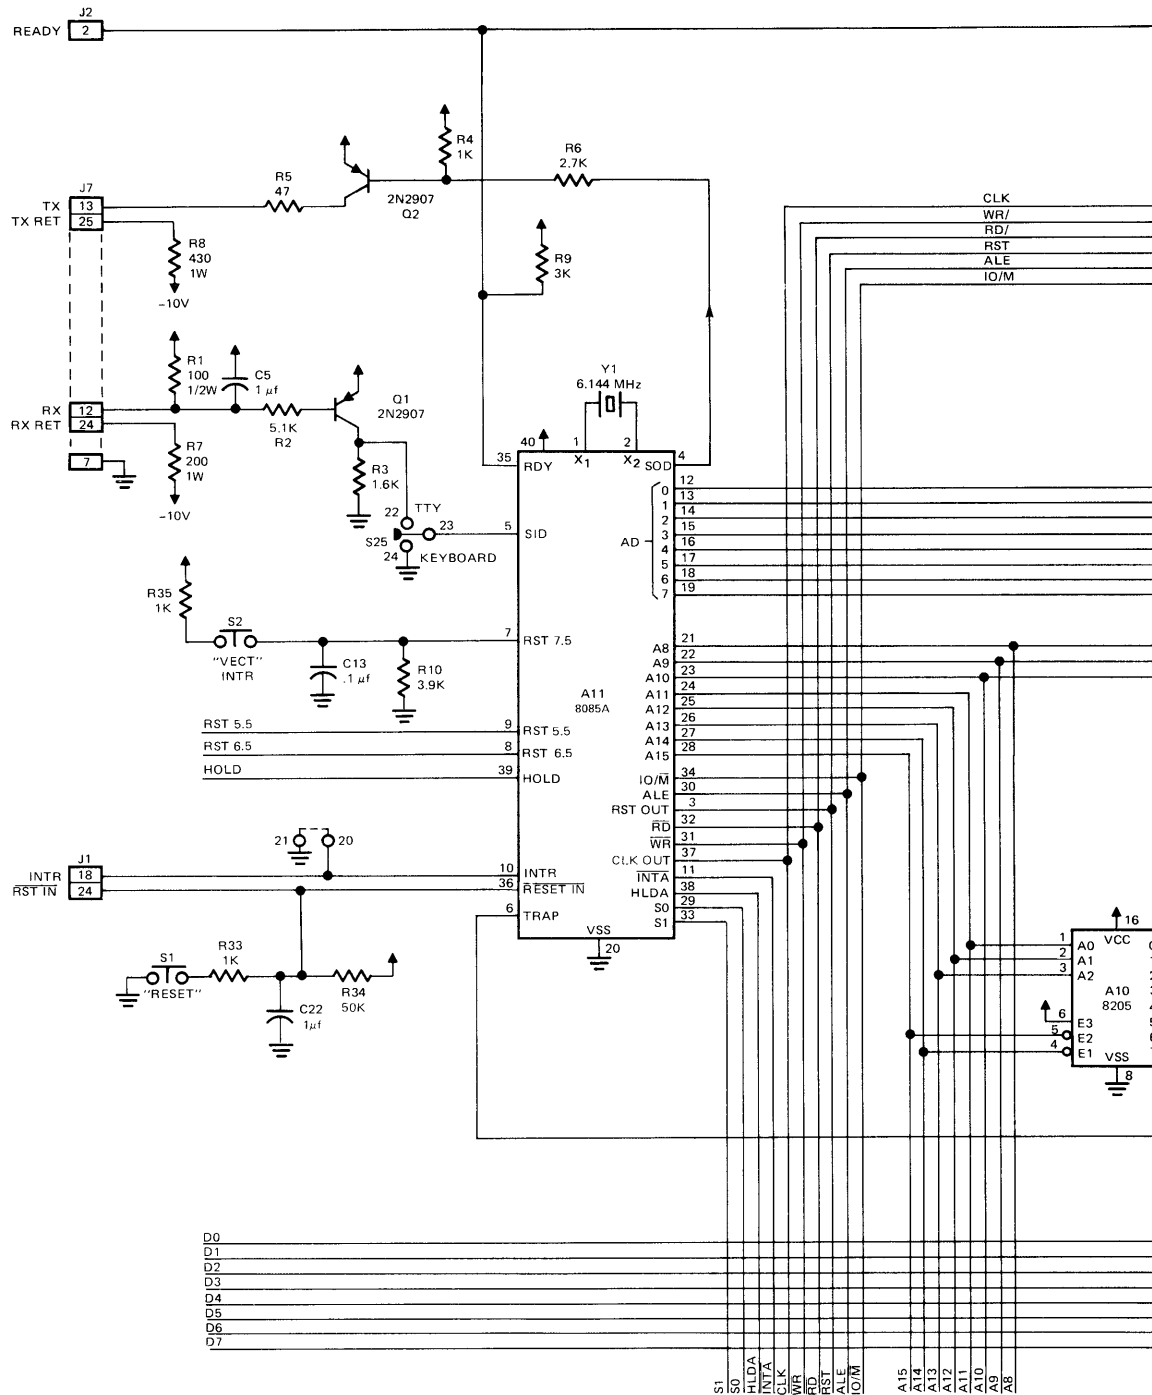 J2
READY 2
R4
1K
R6
2.7K
R5
47
2N2907
Q2
J7
TX 13
TX RET 25
CLK
WR/
RD/
RST
ALE
IO/M̅
R8
430
1W
-10V
R9
3K
R1
100
1/2W
C5
1 µf
Y1
6.144 MHz
Q1
2N2907
RX 12
RX RET 24
5.1K
R2
7
R7
200
1W
-10V
R3
1.6K
40
1
2
X1
X2
35
RDY
4
SOD
22
TTY
23
S25
24
KEYBOARD
5
SID
AD
0 12
1 13
2 14
3 15
4 16
5 17
6 18
7 19
R35
1K
S2
"VECT"
INTR
C13
.1 µf
R10
3.9K
7
RST 7.5
A11
8085A
A8 21
A9 22
A10 23
A11 24
A12 25
A13 26
A14 27
A15 28
RST 5.5 9 RST 5.5
RST 6.5 8 RST 6.5
HOLD 39 HOLD
IO/M̅ 34
ALE 30
RST OUT 3
R̅D̅ 32
W̅R̅ 31
CLK OUT 37
I̅N̅T̅A̅ 11
HLDA 38
S0 29
S1 33
21
20
J1
INTR 18
R̅S̅T̅ ̅I̅N̅ 24
10 INTR
36 R̅E̅S̅E̅T̅ ̅I̅N̅
6
TRAP
VSS
20
S1
"RESET"
R33
1K
R34
50K
C22
1µf
16
VCC
1 A0 0
2 A1 1
3 A2 2
A10
8205
3
4
6 E3 5
5 E2 6
4 E1 7
VSS
8
D0
D1
D2
D3
D4
D5
D6
D7
S1
S0
HLDA
I̅N̅T̅A̅
CLK
W̅R̅
R̅D̅
RST
ALE
IO/M̅
A15
A14
A13
A12
A11
A10
A9
A8